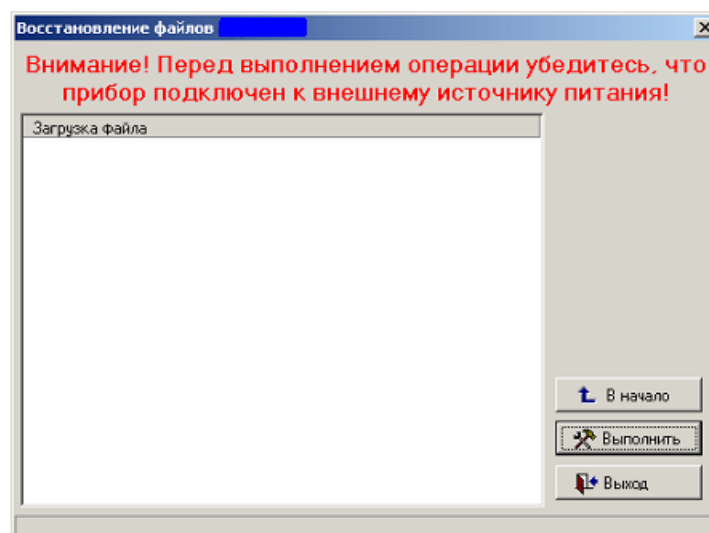 Восстановление файлов
Внимание! Перед выполнением операции убедитесь, что
прибор подключен к внешнему источнику питания!
Загрузка файла
В начало
Выполнить
Выход